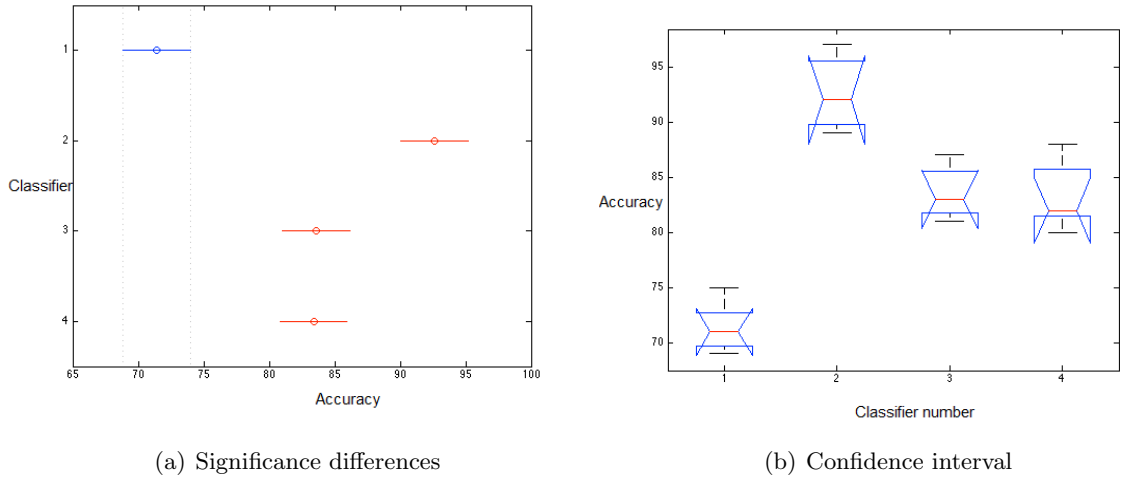 1
2
Classifier
3
4
65 70 75 80 85 90 95 100
Accuracy
(a) Significance differences
95
90
85
Accuracy
80
75
70
1 2 3 4
Classifier number
(b) Confidence interval